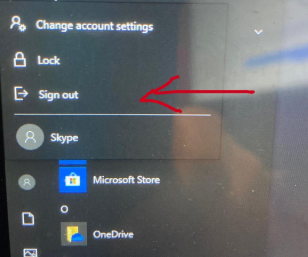 Change account settings
Lock
Sign out
Skype
Microsoft Store
O
OneDrive